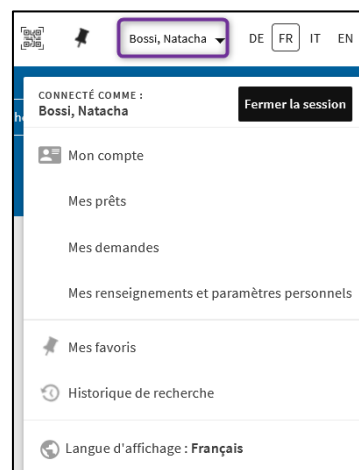 Bossi, Natacha DE FR IT EN
CONNECTÉ COMME :
Bossi, Natacha
Fermer la session
Mon compte
Mes prêts
Mes demandes
Mes renseignements et paramètres personnels
Mes favoris
Historique de recherche
Langue d'affichage : Français